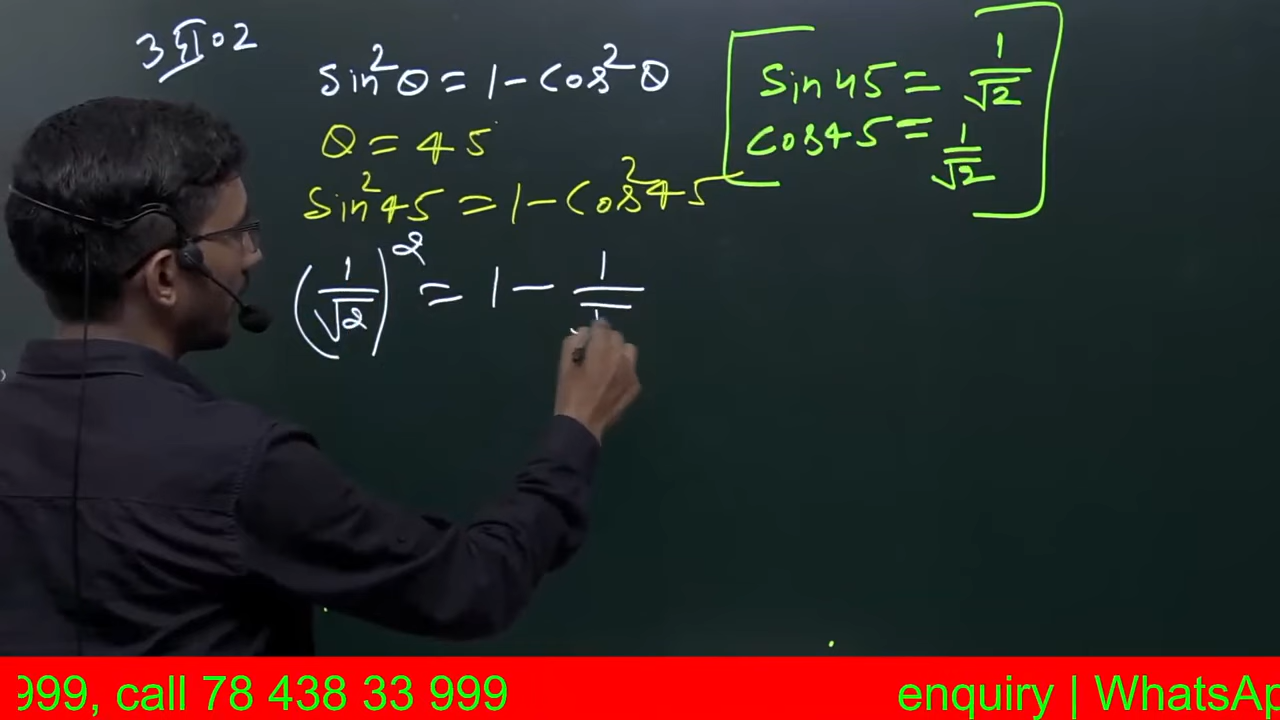 sin²θ = 1 - cos²θ
θ = 45
sin²45 = 1 - cos²45
(1/√2)² = 1 - 1/
sin 45 = 1/√2
cos 45 = 1/√2
999, call 78 438 33 999
enquiry | WhatsAp